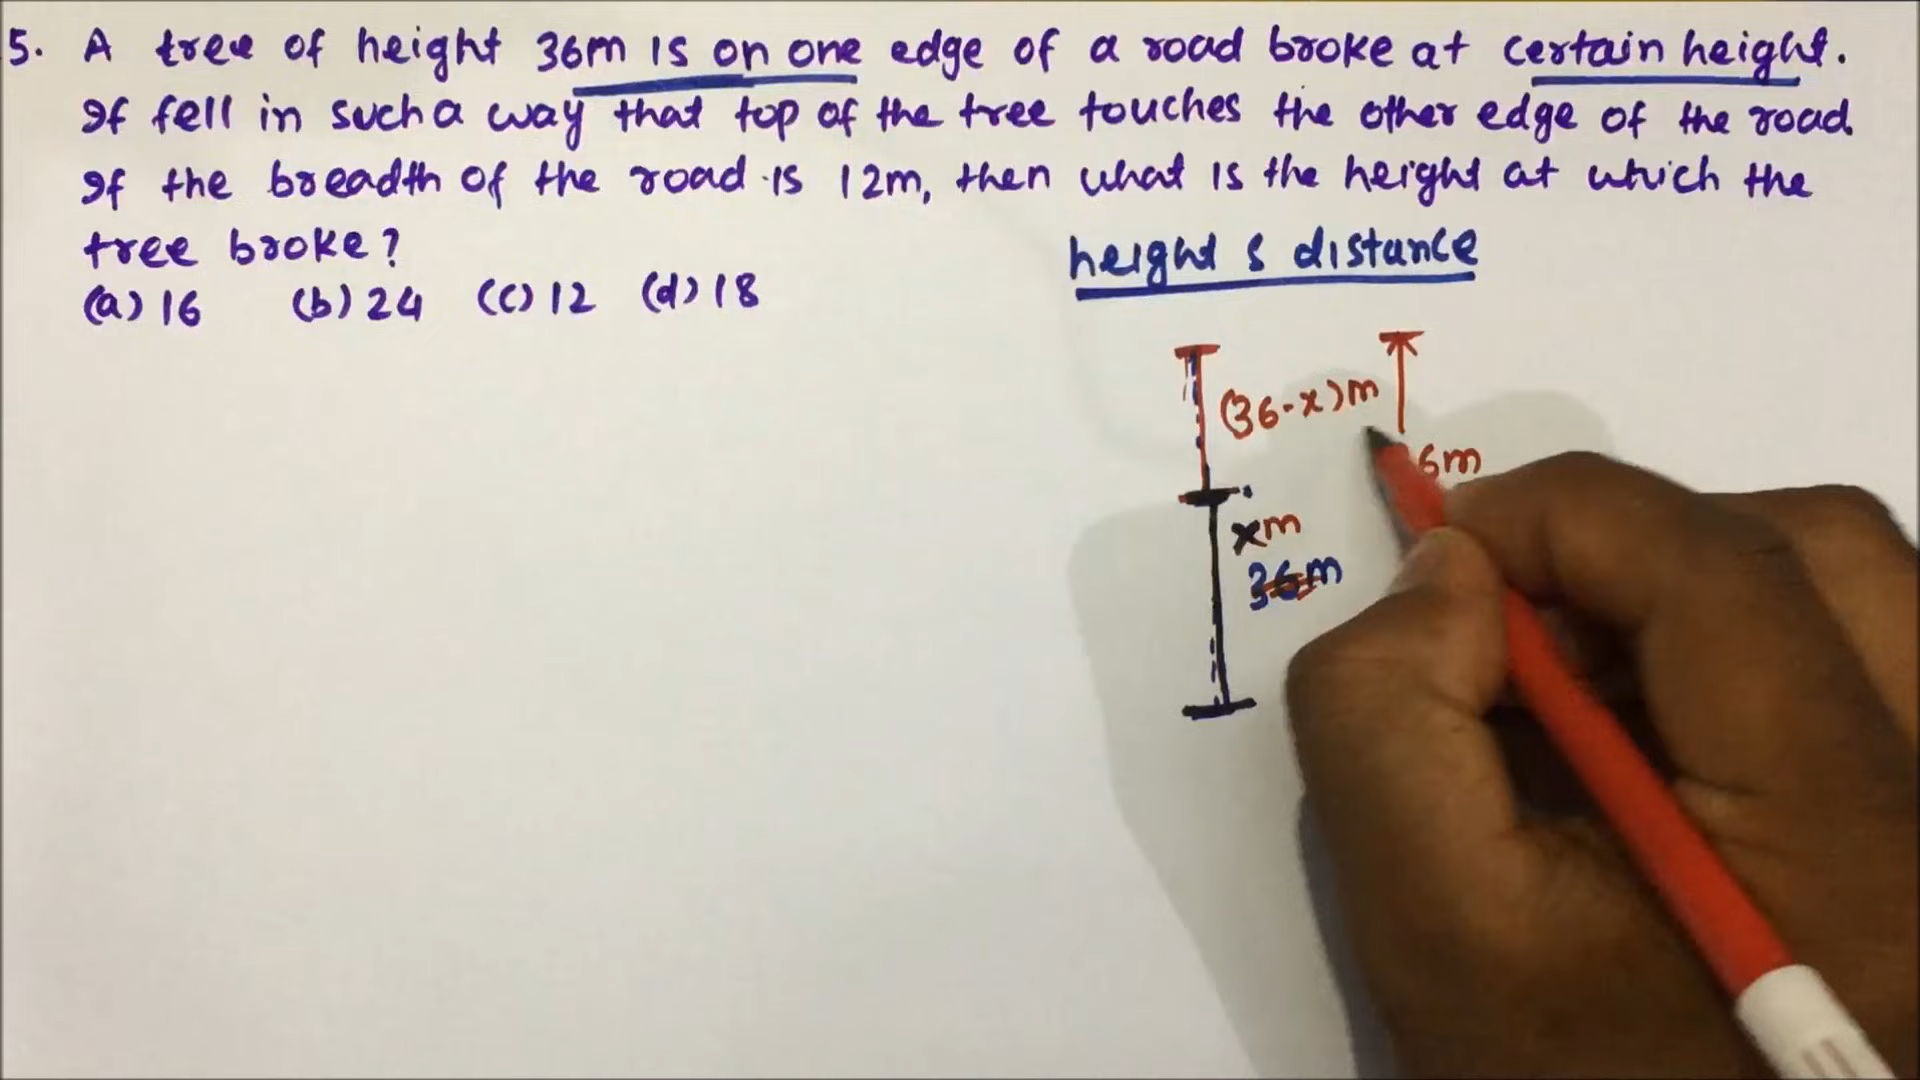 5. A tree of height 36m is on one edge of a road broke at certain height.
If fell in such a way that top of the tree touches the other edge of the road.
If the breadth of the road is 12m, then what is the height at which the
tree broke?
(a) 16 (b) 24 (c) 12 (d) 18
height & distance
(36-x)m
6m
xm
36m